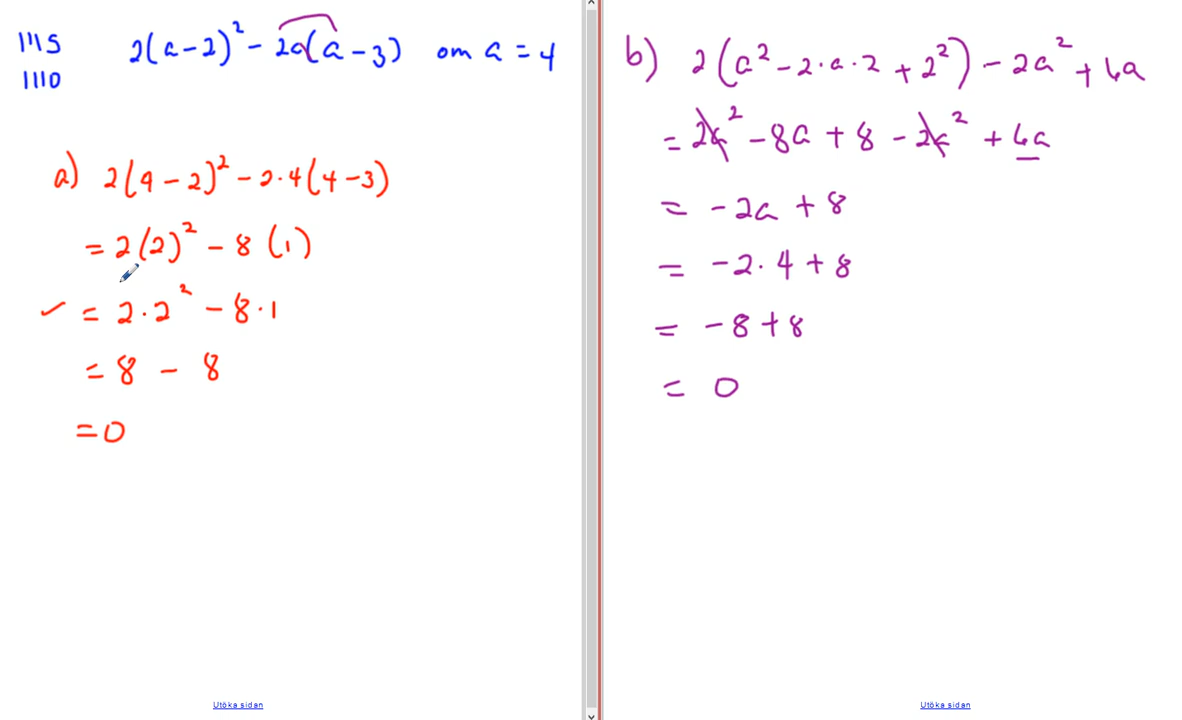 1115 2(a-2)² - 2a(a-3) om a = 4
1110
a) 2(4-2)² - 2·4(4-3)
= 2(2)² - 8(1)
= 2·2² - 8·1
= 8 - 8
= 0
b) 2(a² - 2·a·2 + 2²) - 2a² + 6a
= 2a² - 8a + 8 - 2a² + 6a
= -2a + 8
= -2·4 + 8
= -8 + 8
= 0
Utöka sidan
Utöka sidan